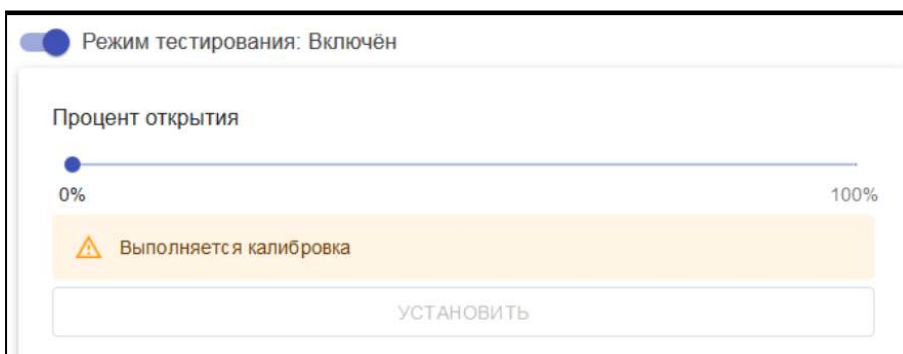 Режим тестирования: Включён
Процент открытия
0% 100%
Выполняется калибровка
УСТАНОВИТЬ